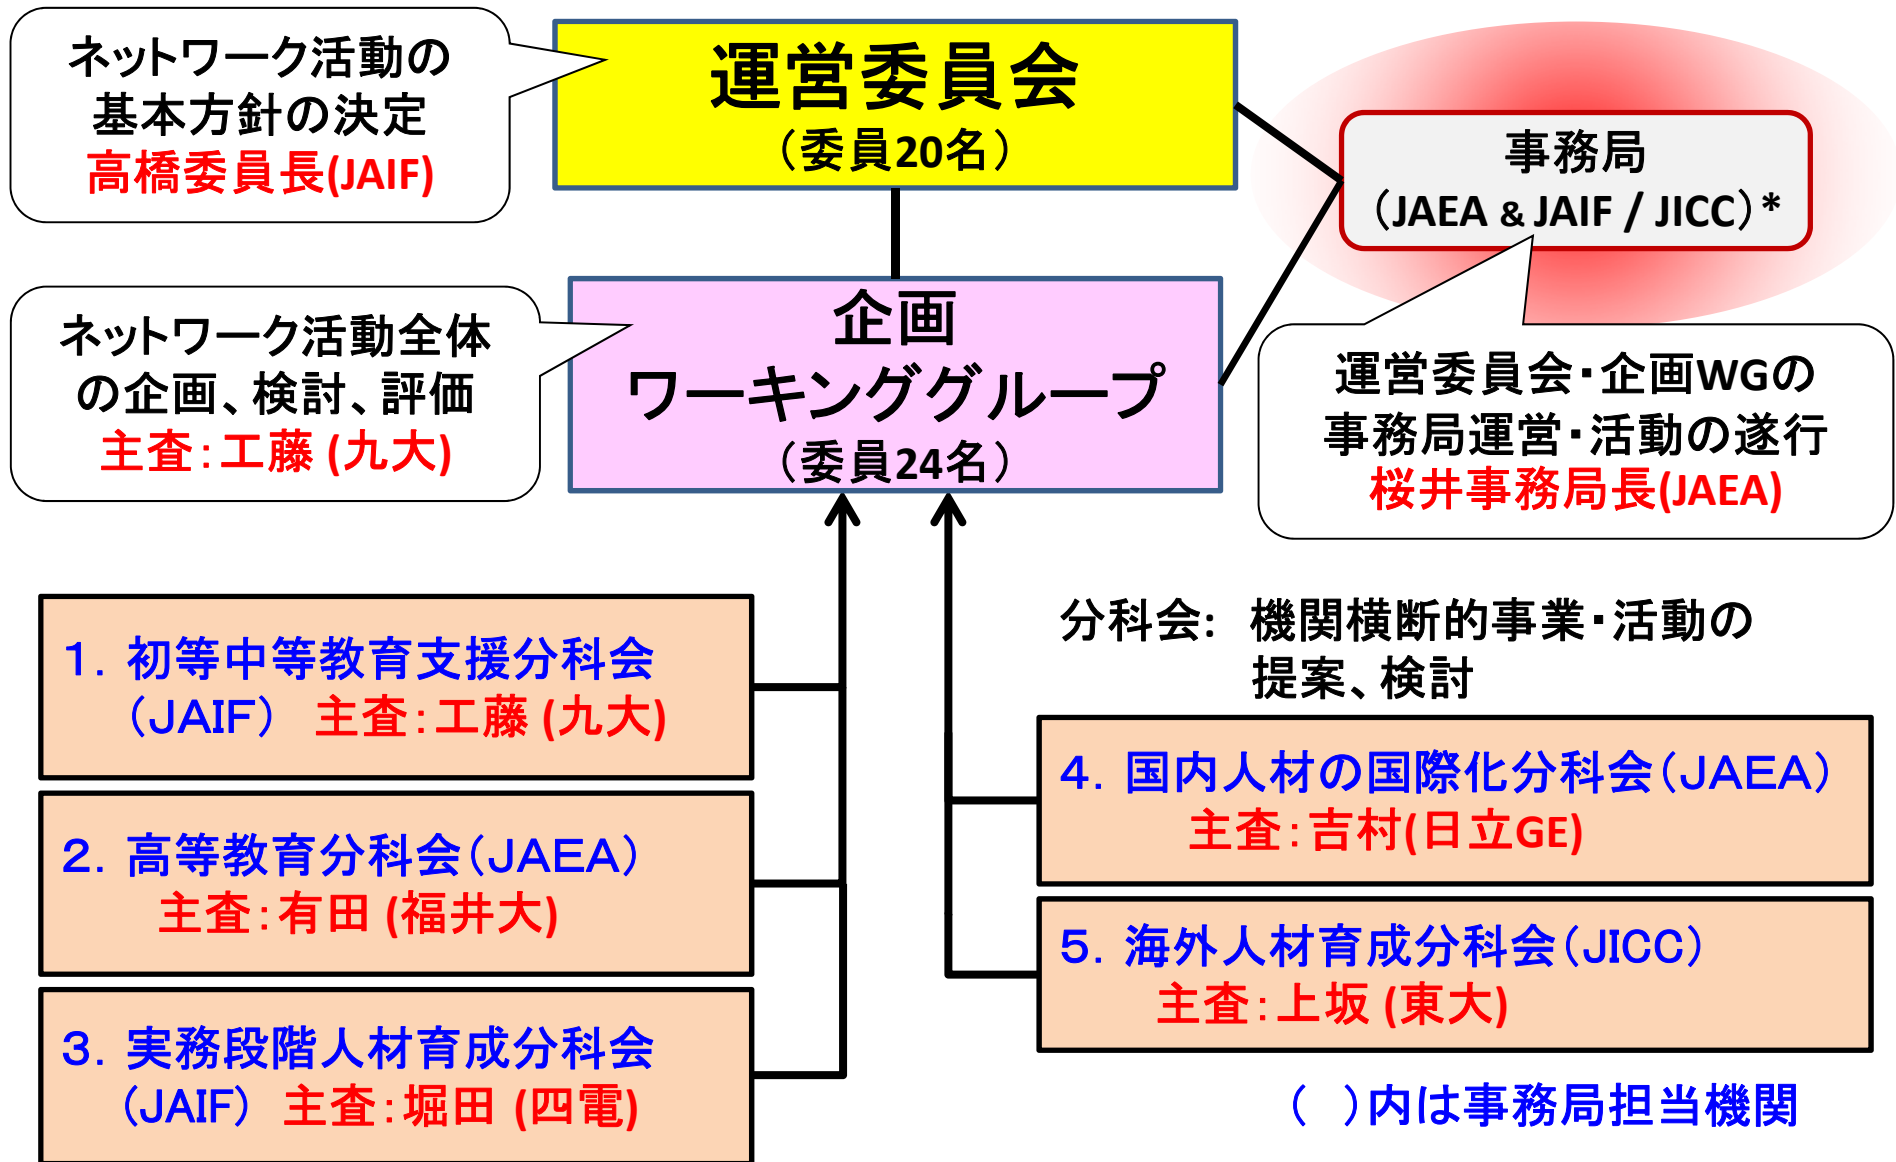 ネットワーク活動の
基本方針の決定
高橋委員長(JAIF)
運営委員会
（委員20名）
事務局
（JAEA & JAIF / JICC）*
ネットワーク活動全体
の企画、検討、評価
主査：工藤 (九大)
企画
ワーキンググループ
（委員24名）
運営委員会・企画WGの
事務局運営・活動の遂行
桜井事務局長(JAEA)
分科会: 機関横断的事業・活動の
提案、検討
１．初等中等教育支援分科会
（JAIF） 主査：工藤 (九大)
２．高等教育分科会（JAEA）
主査：有田 (福井大)
３．実務段階人材育成分科会
（JAIF） 主査：堀田 (四電)
４．国内人材の国際化分科会（JAEA）
主査：吉村(日立GE)
５．海外人材育成分科会（JICC）
主査：上坂 (東大)
（ ）内は事務局担当機関